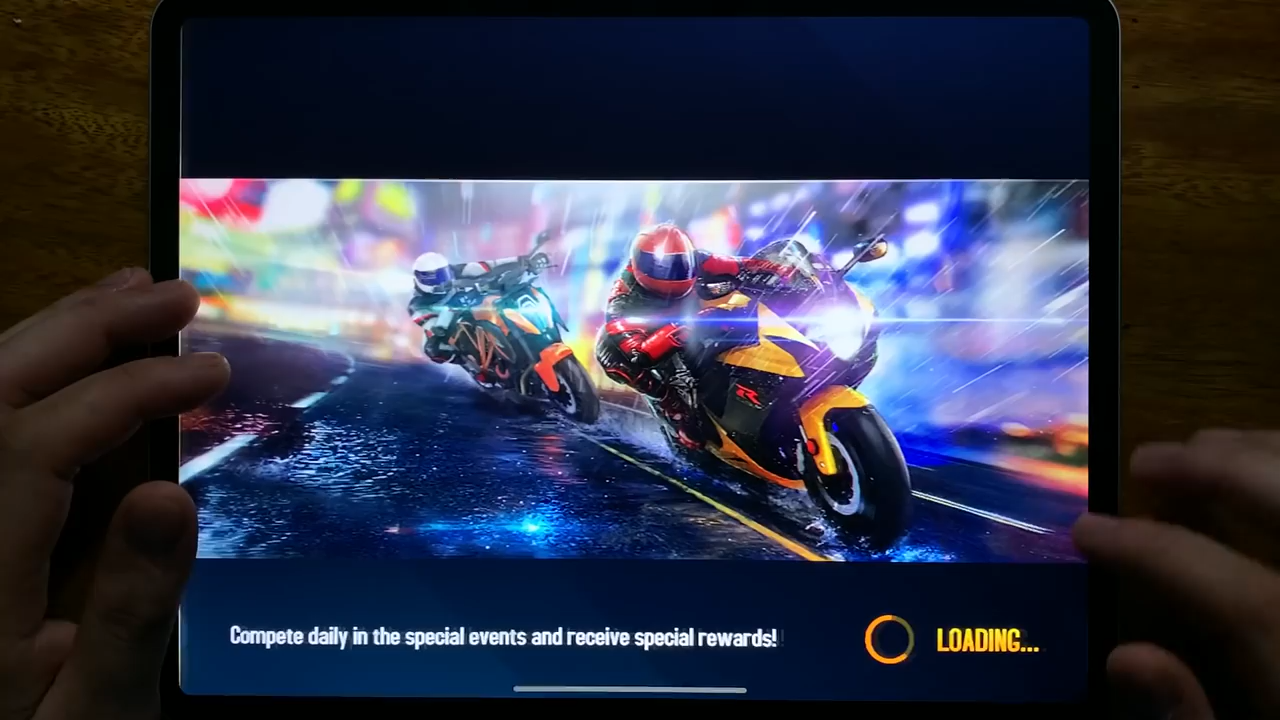 R
Compete daily in the special events and receive special rewards!
LOADING...